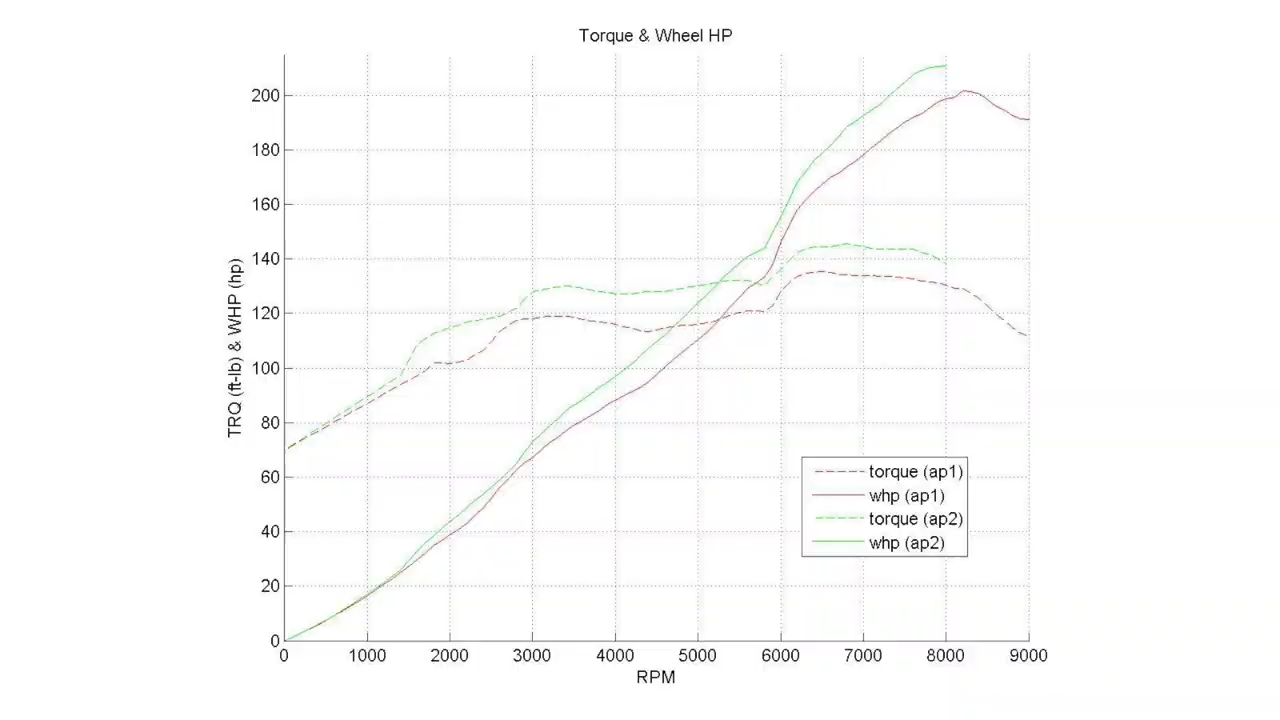 Torque & Wheel HP
TRQ (ft-lb) & WHP (hp)
200
180
160
140
120
100
80
60
40
20
0
0 1000 2000 3000 4000 5000 6000 7000 8000 9000
RPM
torque (ap1)
whp (ap1)
torque (ap2)
whp (ap2)